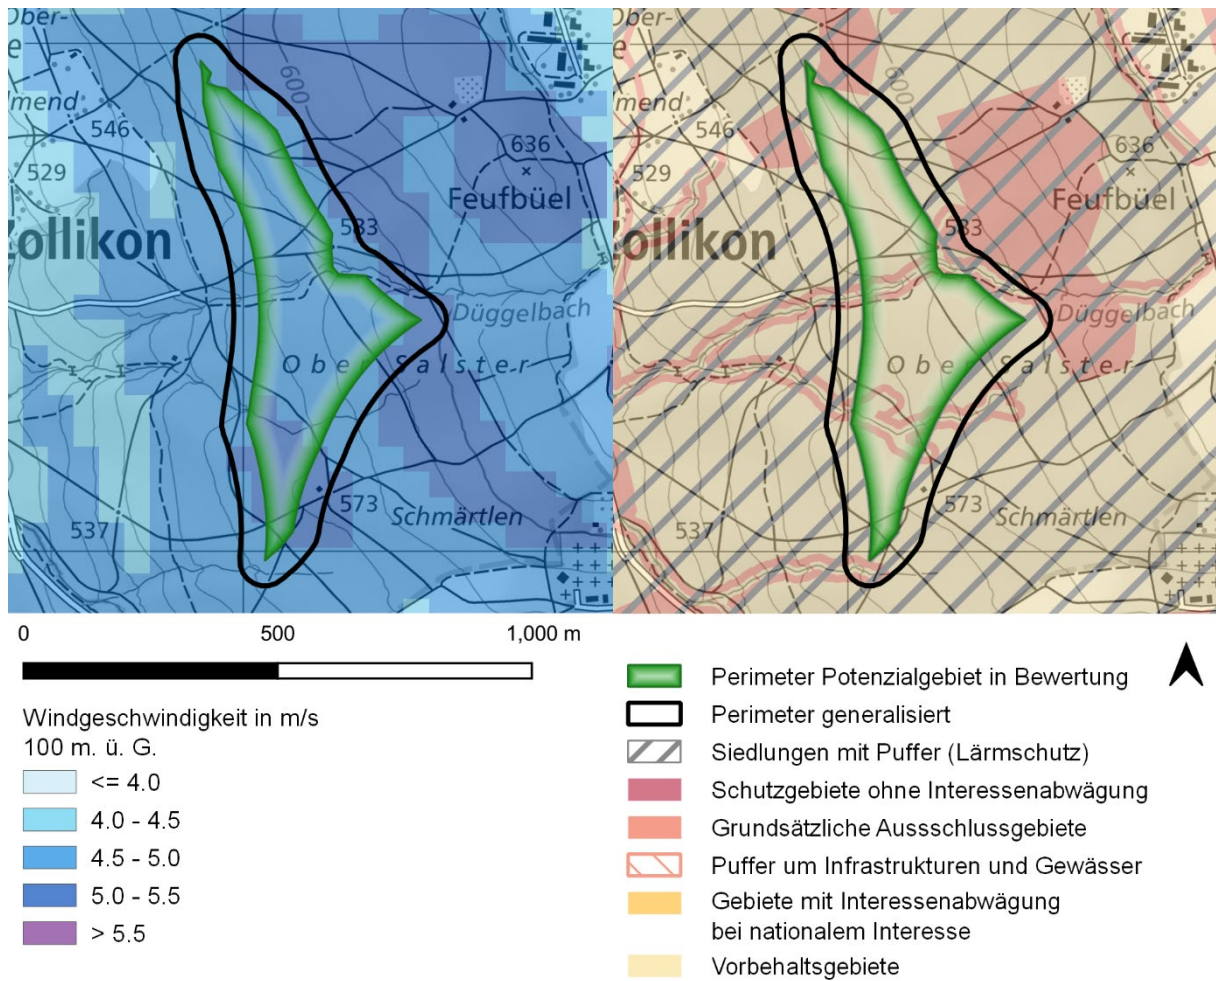 Ober-
e
mend
546
529
Zollikon
600
636
Feufbüel
583
Düggelbach
Obe Salster
573
Schmärtlen
537
Ober-
e
mend
546
529
Zollikon
600
636
Feufbüel
583
Düggelbach
Obe Salster
573
Schmärtlen
537
0 500 1,000 m
Windgeschwindigkeit in m/s
100 m. ü. G.
<= 4.0
4.0 - 4.5
4.5 - 5.0
5.0 - 5.5
> 5.5
Perimeter Potenzialgebiet in Bewertung
Perimeter generalisiert
Siedlungen mit Puffer (Lärmschutz)
Schutzgebiete ohne Interessenabwägung
Grundsätzliche Aussschlussgebiete
Puffer um Infrastrukturen und Gewässer
Gebiete mit Interessenabwägung
bei nationalem Interesse
Vorbehaltsgebiete